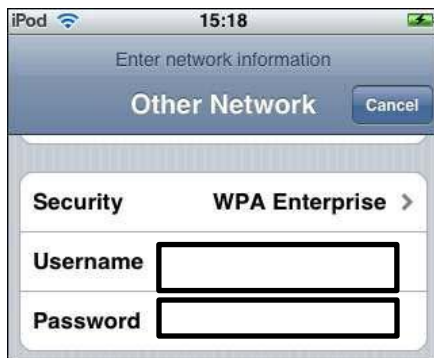 iPod 15:18
Enter network information
Other Network Cancel
Security WPA Enterprise >
Username
Password